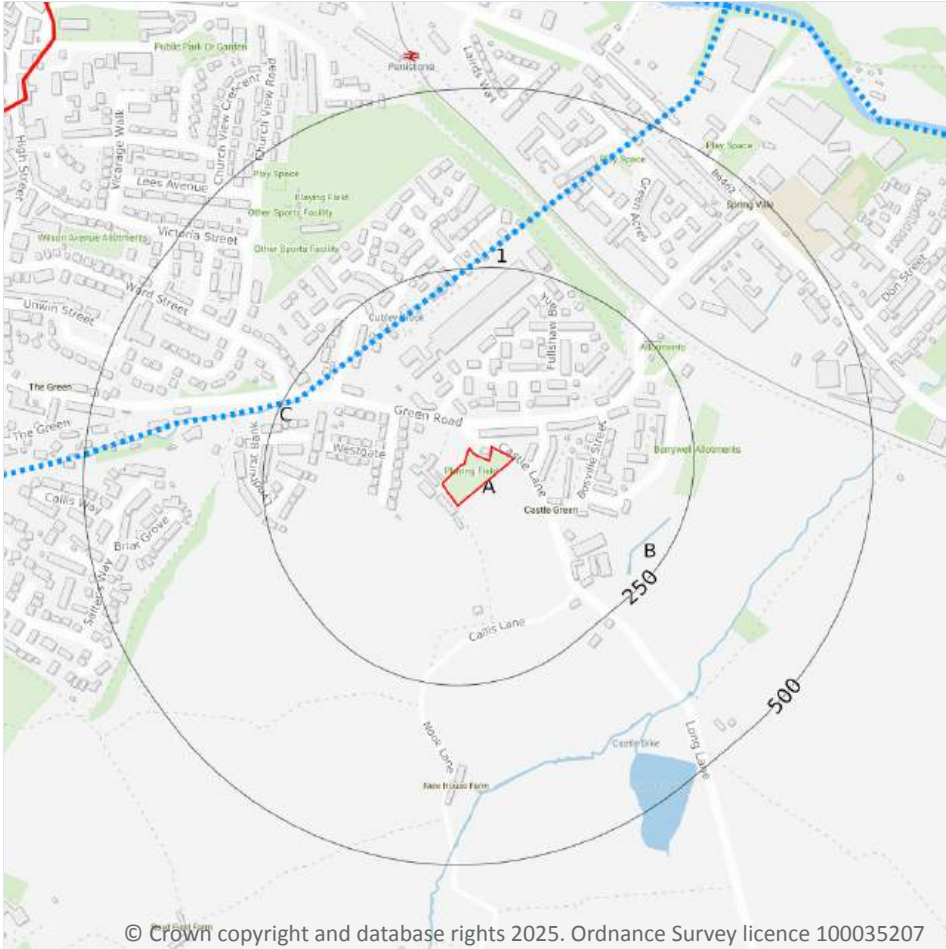 Public Park Or Garden
Penistone
Lairds Way
High Street
Vicarage Walk
Church View Crescent
Church View Road
Play Space
Lees Avenue
Playing Field
Other Sports Facility
Victoria Street
Wilson Avenue Allotments
Other Sports Facility
Play Space
Play Space
B6462
Spring Vale
Green Acres
Don Street
1
Ward Street
Unwin Street
Cubley Brook
Fullshaw Bank
Allotments
The Green
C
Green Road
The Green
Westgate
Castle Lane
Bosville Street
Barrywell Allotments
Playing Field
A
Castle Green
Callis Way
Briar Grove
B
250
Callis Lane
500
Nook Lane
Castle Dike
Long Lane
New House Farm
© Crown copyright and database rights 2025. Ordnance Survey licence 100035207